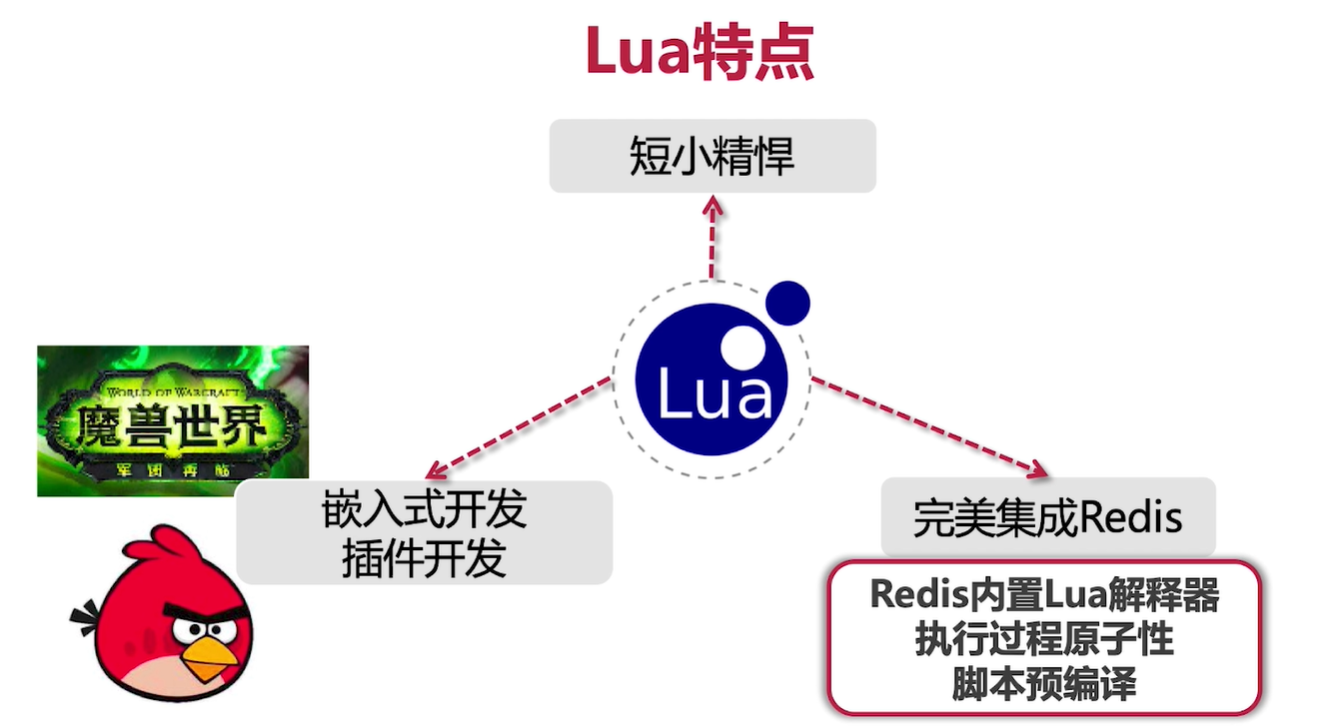 Lua特点
短小精悍
Lua
WORLD OF WARCRAFT
魔兽世界
军团再临
嵌入式开发
插件开发
完美集成Redis
Redis内置Lua解释器
执行过程原子性
脚本预编译